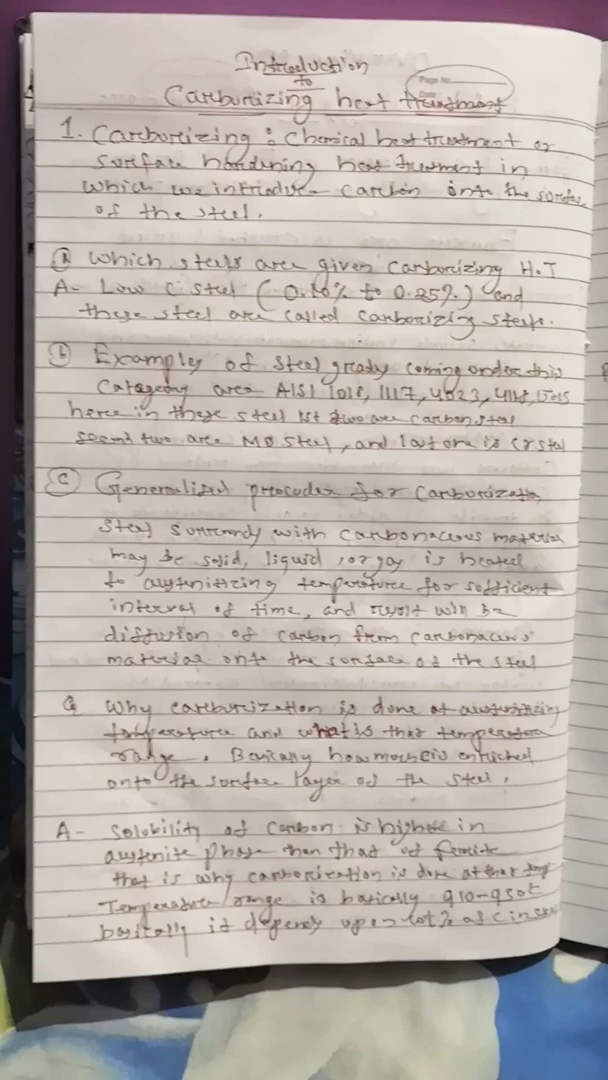 Introduction
to
Page No.
Date
Carburizing heat treatment
1. Carburizing : Chemical heat treatment or
surface hardening heat treatment in
which we introduce carbon onto the surface
of the steel.
(a) Which steels are given carburizing H.T
A- Low C steel (0.10% to 0.25%) and
these steel are called carburizing steels.
(b) Examples of steel grades coming under this
Category are AISI 1018, 1117, 4023, 4118, 5015
here in these steel 1st two are carbon steel
second two are MO steel, and last one is Cr steel
(c) Generalised procedure for carburization
Steel surround with carbonaceous material
may be solid, liquid, or gas is heated
to austenitizing temperature for sufficient
interval of time, and result will be
diffusion of carbon from carbonaceous
material onto the surface of the steel
Q Why carburization is done at austenitizing
temperature and what is that temperature
range. Basically how much is enriched
onto the surface layer of the steel.
A- Solubility of carbon is highest in
austenite phase than that of ferrite
that is why carburization is done at that
Temperature range is basically 910-950
basically it depends upon wt% of C in